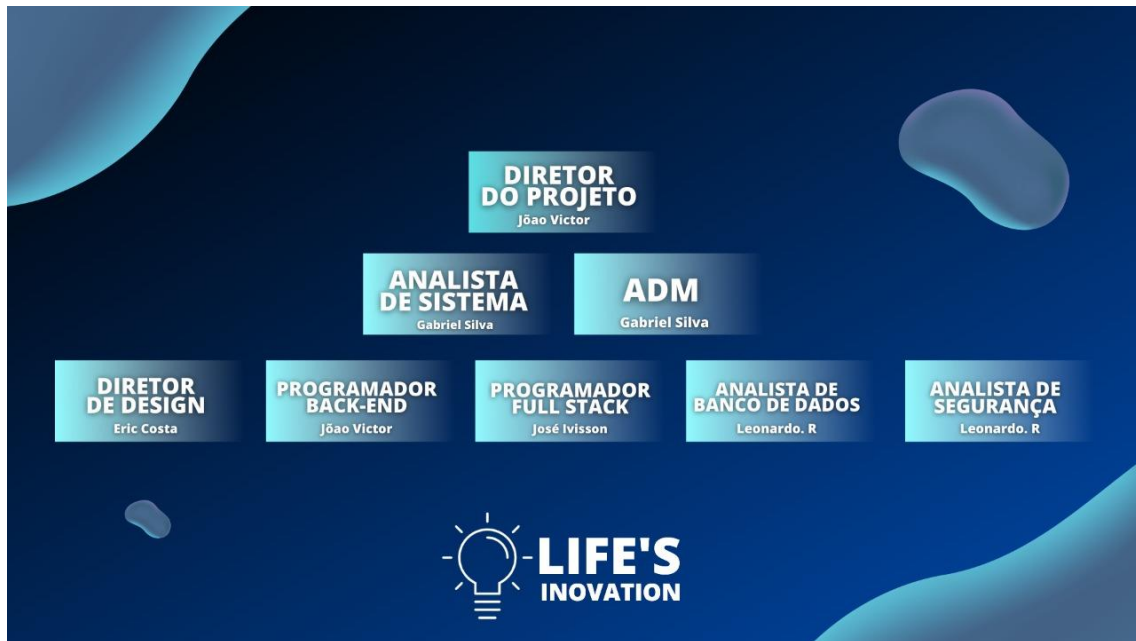 DIRETOR
DO PROJETO
Jõao Victor
ANALISTA
DE SISTEMA
Gabriel Silva
ADM
Gabriel Silva
DIRETOR
DE DESIGN
Eric Costa
PROGRAMADOR
BACK-END
Jõao Victor
PROGRAMADOR
FULL STACK
José Ivisson
ANALISTA DE
BANCO DE DADOS
Leonardo. R
ANALISTA DE
SEGURANÇA
Leonardo. R
LIFE'S
INOVATION